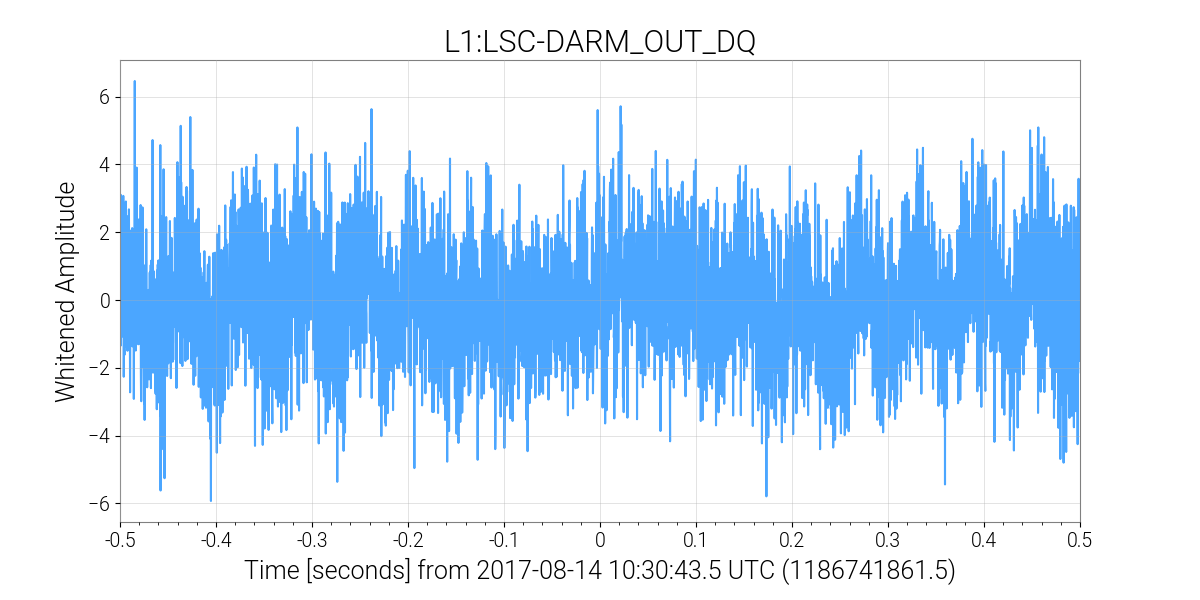 L1:LSC-DARM_OUT_DQ
Whitened Amplitude
6
4
2
0
−2
−4
−6
-0.5 -0.4 -0.3 -0.2 -0.1 0 0.1 0.2 0.3 0.4 0.5
Time [seconds] from 2017-08-14 10:30:43.5 UTC (1186741861.5)